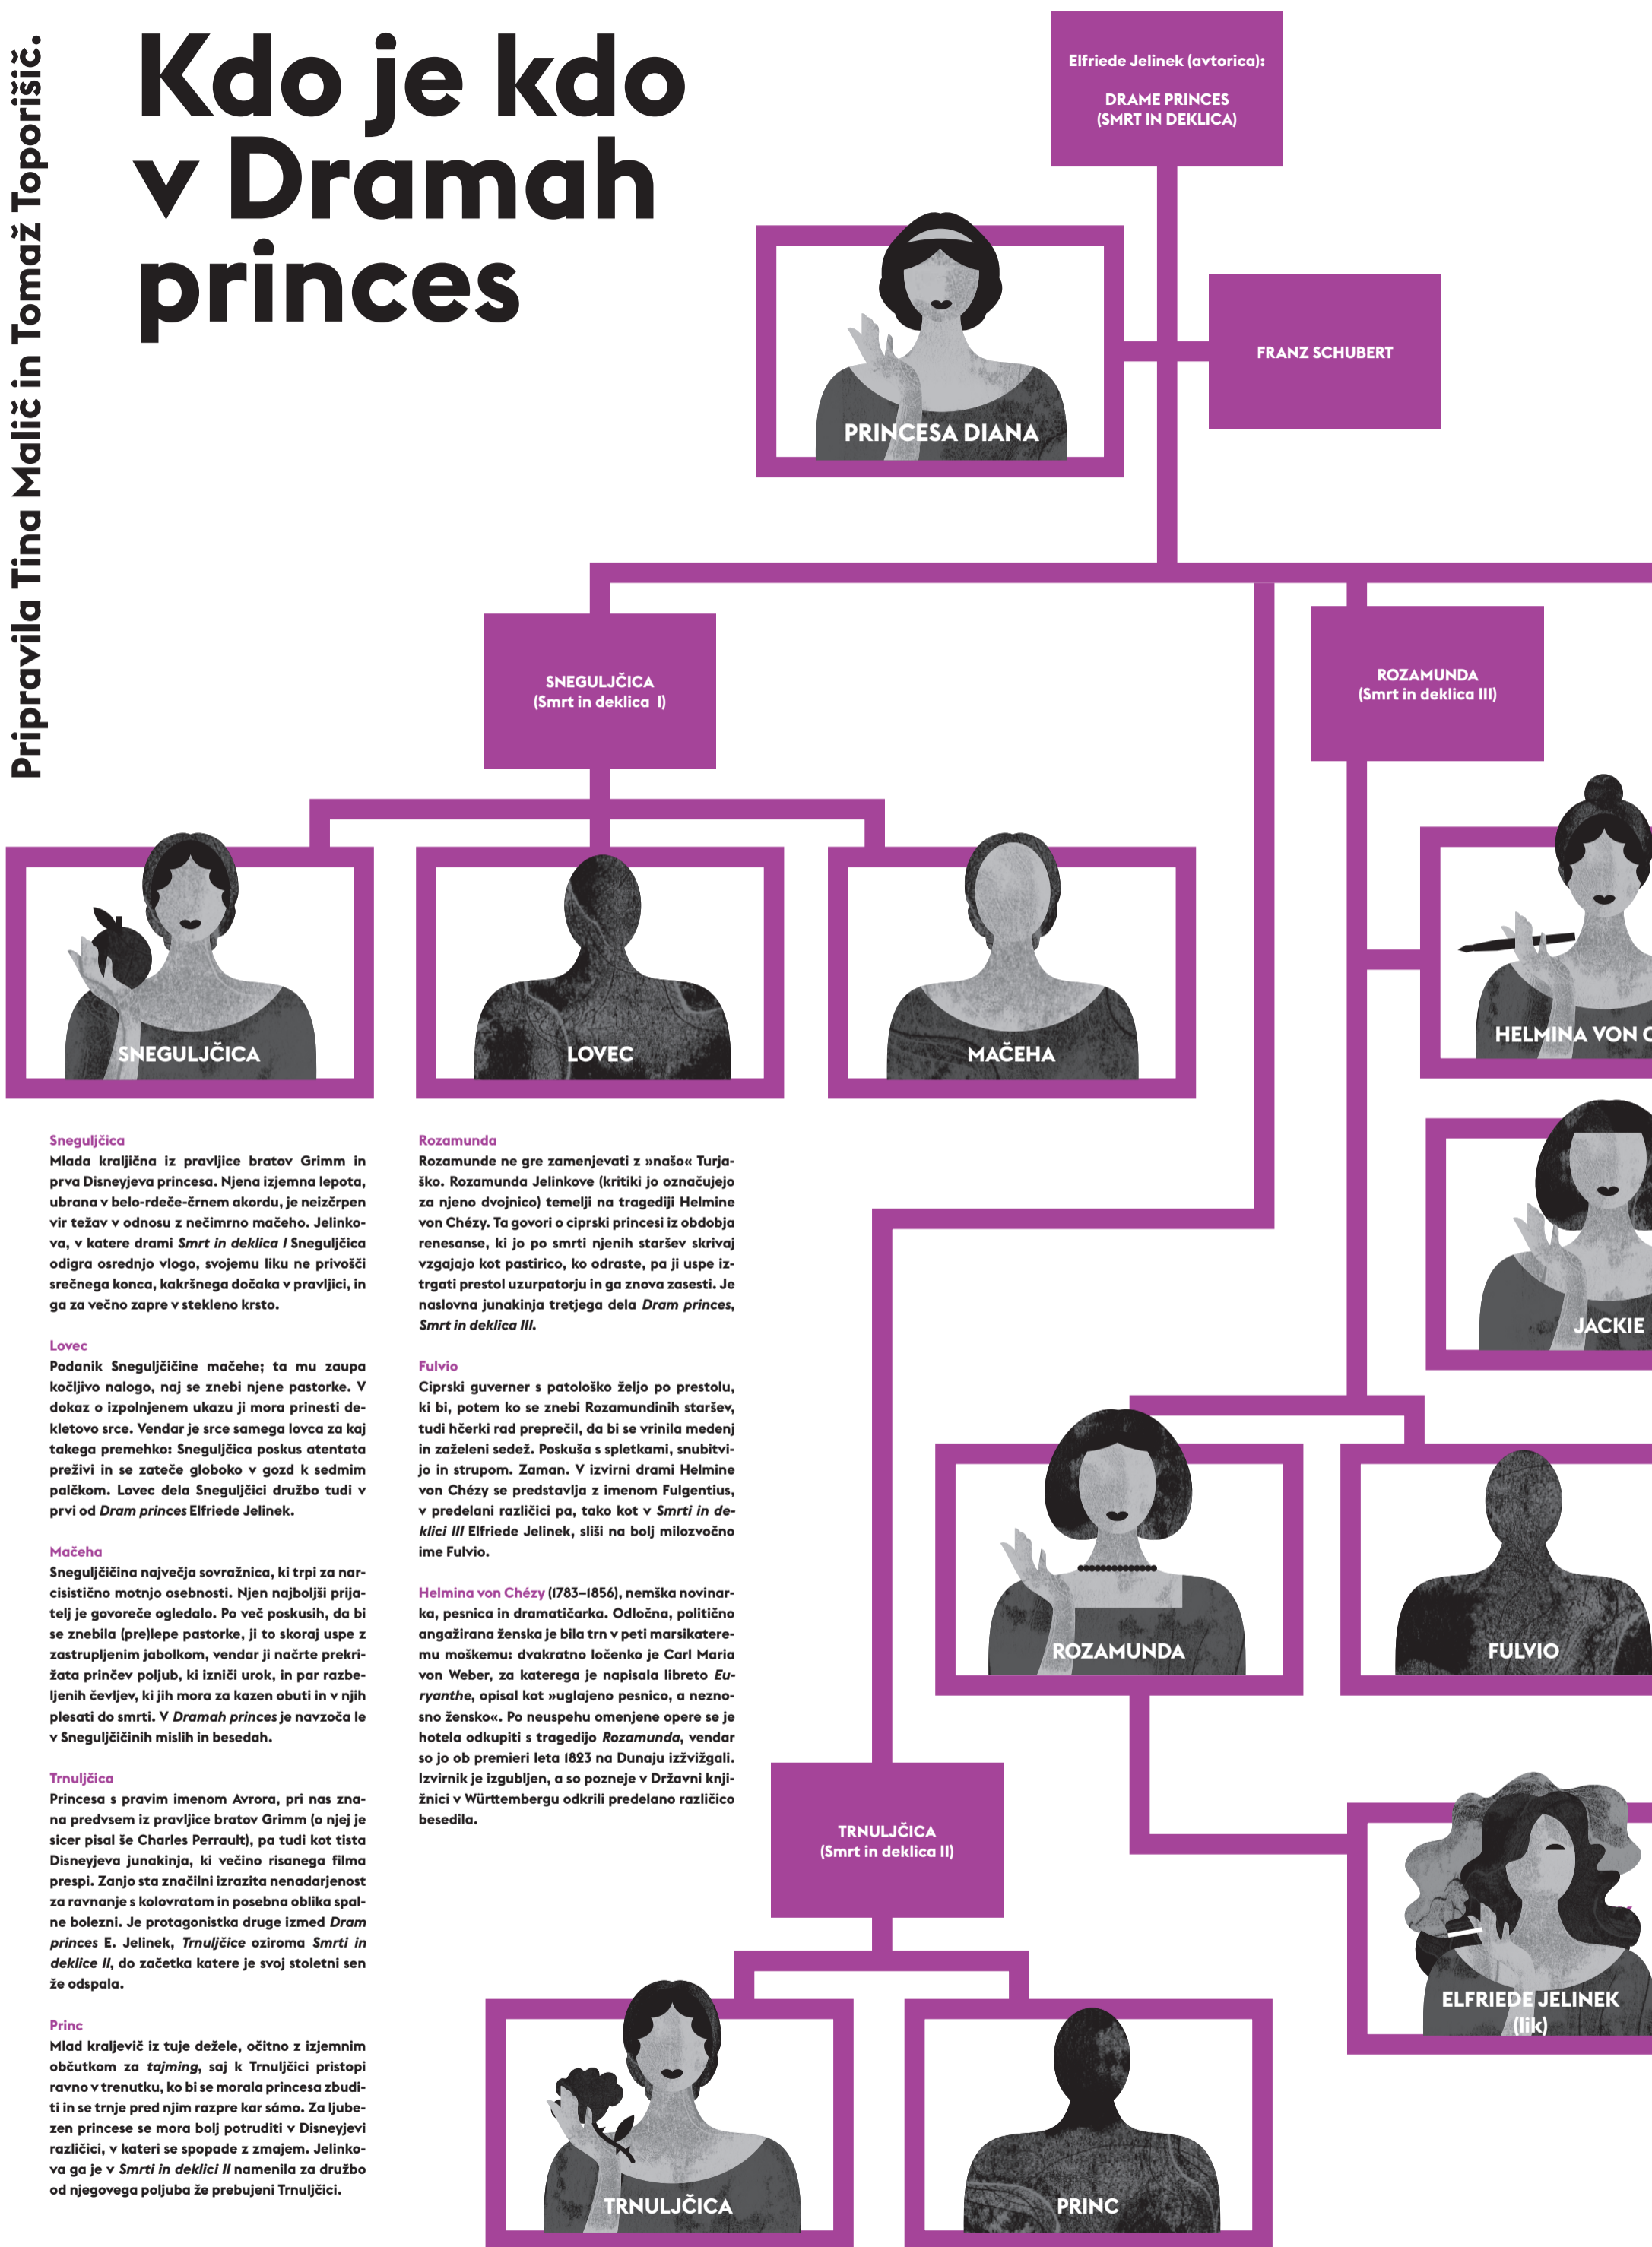 Pripravila Tina Malič in Tomaž Toporišič.
Kdo je kdo
v Dramah
princes
Elfriede Jelinek (avtorica):
DRAME PRINCES
(SMRT IN DEKLICA)
PRINCESA DIANA
FRANZ SCHUBERT
SNEGULJČICA
(Smrt in deklica I)
ROZAMUNDA
(Smrt in deklica III)
SNEGULJČICA
LOVEC
MAČEHA
HELMINA VON C
JACKIE
ROZAMUNDA
FULVIO
TRNULJČICA
(Smrt in deklica II)
ELFRIEDE JELINEK
(lik)
TRNULJČICA
PRINC
Sneguljčica
Mlada kraljična iz pravljice bratov Grimm in
prva Disneyjeva princesa. Njena izjemna lepota,
ubrana v belo-rdeče-črnem akordu, je neizčrpen
vir težav v odnosu z nečimrno mačeho. Jelinko-
va, v katere drami Smrt in deklica I Sneguljčica
odigra osrednjo vlogo, svojemu liku ne privošči
srečnega konca, kakršnega dočaka v pravljici, in
ga za večno zapre v stekleno krsto.
Lovec
Podanik Sneguljčičine mačehe; ta mu zaupa
kočljivo nalogo, naj se znebi njene pastorke. V
dokaz o izpolnjenem ukazu ji mora prinesti de-
kletovo srce. Vendar je srce samega lovca za kaj
takega premehko: Sneguljčica poskus atentata
preživi in se zateče globoko v gozd k sedmim
palčkom. Lovec dela Sneguljčici družbo tudi v
prvi od Dram princes Elfriede Jelinek.
Mačeha
Sneguljčičina največja sovražnica, ki trpi za nar-
cisistično motnjo osebnosti. Njen najboljši prija-
telj je govoreče ogledalo. Po več poskusih, da bi
se znebila (pre)lepe pastorke, ji to skoraj uspe z
zastrupljenim jabolkom, vendar ji načrte prekri-
žata prinčev poljub, ki izniči urok, in par razbe-
ljenih čevljev, ki jih mora za kazen obuti in v njih
plesati do smrti. V Dramah princes je navzoča le
v Sneguljčičinih mislih in besedah.
Trnuljčica
Princesa s pravim imenom Avrora, pri nas zna-
na predvsem iz pravljice bratov Grimm (o njej je
sicer pisal še Charles Perrault), pa tudi kot tista
Disneyjeva junakinja, ki večino risanega filma
prespi. Zanjo sta značilni izrazita nenadarjenost
za ravnanje s kolovratom in posebna oblika spal-
ne bolezni. Je protagonistka druge izmed Dram
princes E. Jelinek, Trnuljčice oziroma Smrti in
deklice II, do začetka katere je svoj stoletni sen
že odspala.
Princ
Mlad kraljevič iz tuje dežele, očitno z izjemnim
občutkom za tajming, saj k Trnuljčici pristopi
ravno v trenutku, ko bi se morala princesa zbudi-
ti in se trnje pred njim razpre kar sámo. Za ljube-
zen princese se mora bolj potruditi v Disneyjevi
različici, v kateri se spopade z zmajem. Jelinko-
va ga je v Smrti in deklici II namenila za družbo
od njegovega poljuba že prebujeni Trnuljčici.
Rozamunda
Rozamunde ne gre zamenjevati z »našo« Turja-
ško. Rozamunda Jelinkove (kritiki jo označujejo
za njeno dvojnico) temelji na tragediji Helmine
von Chézy. Ta govori o ciprski princesi iz obdobja
renesanse, ki jo po smrti njenih staršev skrivaj
vzgajajo kot pastirico, ko odraste, pa ji uspe iz-
trgati prestol uzurpatorju in ga znova zasesti. Je
naslovna junakinja tretjega dela Dram princes,
Smrt in deklica III.
Fulvio
Ciprski guverner s patološko željo po prestolu,
ki bi, potem ko se znebi Rozamundinih staršev,
tudi hčerki rad preprečil, da bi se vrinila medenj
in zaželeni sedež. Poskuša s spletkami, snubitvi-
jo in strupom. Zaman. V izvirni drami Helmine
von Chézy se predstavlja z imenom Fulgentius,
v predelani različici pa, tako kot v Smrti in de-
klici III Elfriede Jelinek, sliši na bolj milozvočno
ime Fulvio.
Helmina von Chézy (1783–1856), nemška novinar-
ka, pesnica in dramatičarka. Odločna, politično
angažirana ženska je bila trn v peti marsikatere-
mu moškemu: dvakratno ločenko je Carl Maria
von Weber, za katerega je napisala libreto Eu-
ryanthe, opisal kot »uglajeno pesnico, a nezno-
sno žensko«. Po neuspehu omenjene opere se je
hotela odkupiti s tragedijo Rozamunda, vendar
so jo ob premieri leta 1823 na Dunaju izžvižgali.
Izvirnik je izgubljen, a so pozneje v Državni knji-
žnici v Württembergu odkrili predelano različico
besedila.